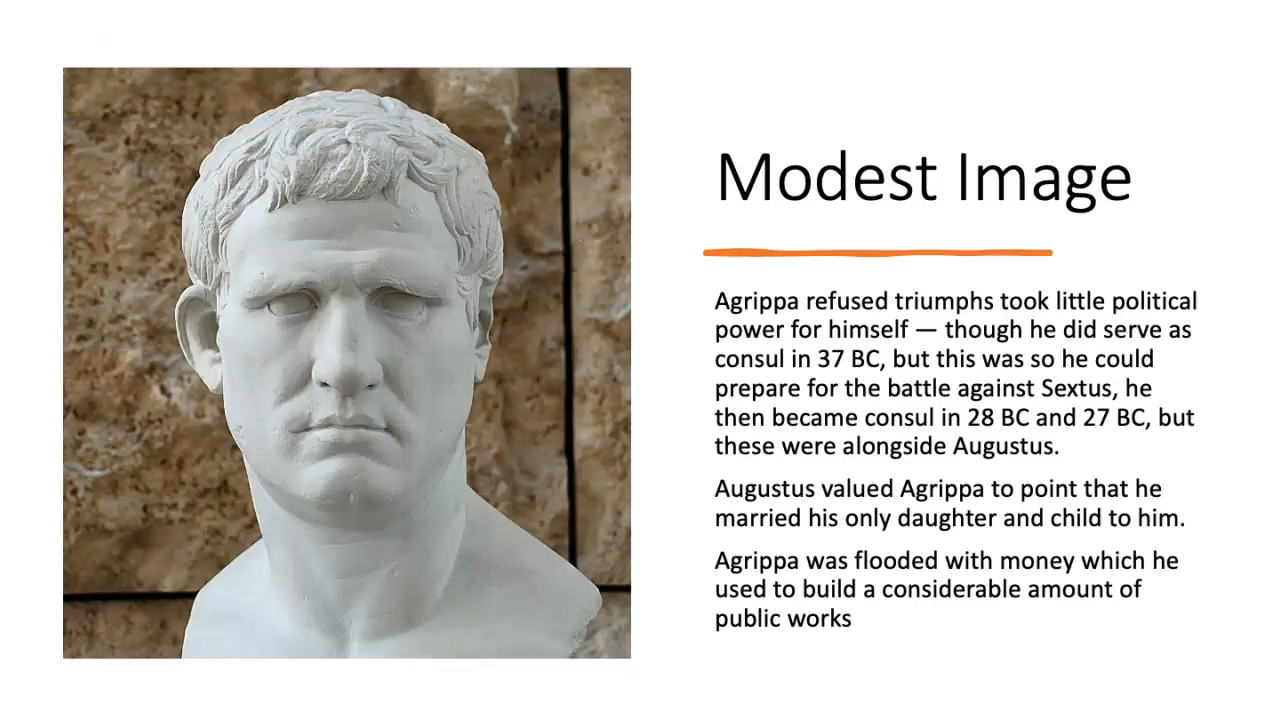 Modest Image
Agrippa refused triumphs took little political
power for himself — though he did serve as
consul in 37 BC, but this was so he could
prepare for the battle against Sextus, he
then became consul in 28 BC and 27 BC, but
these were alongside Augustus.
Augustus valued Agrippa to point that he
married his only daughter and child to him.
Agrippa was flooded with money which he
used to build a considerable amount of
public works